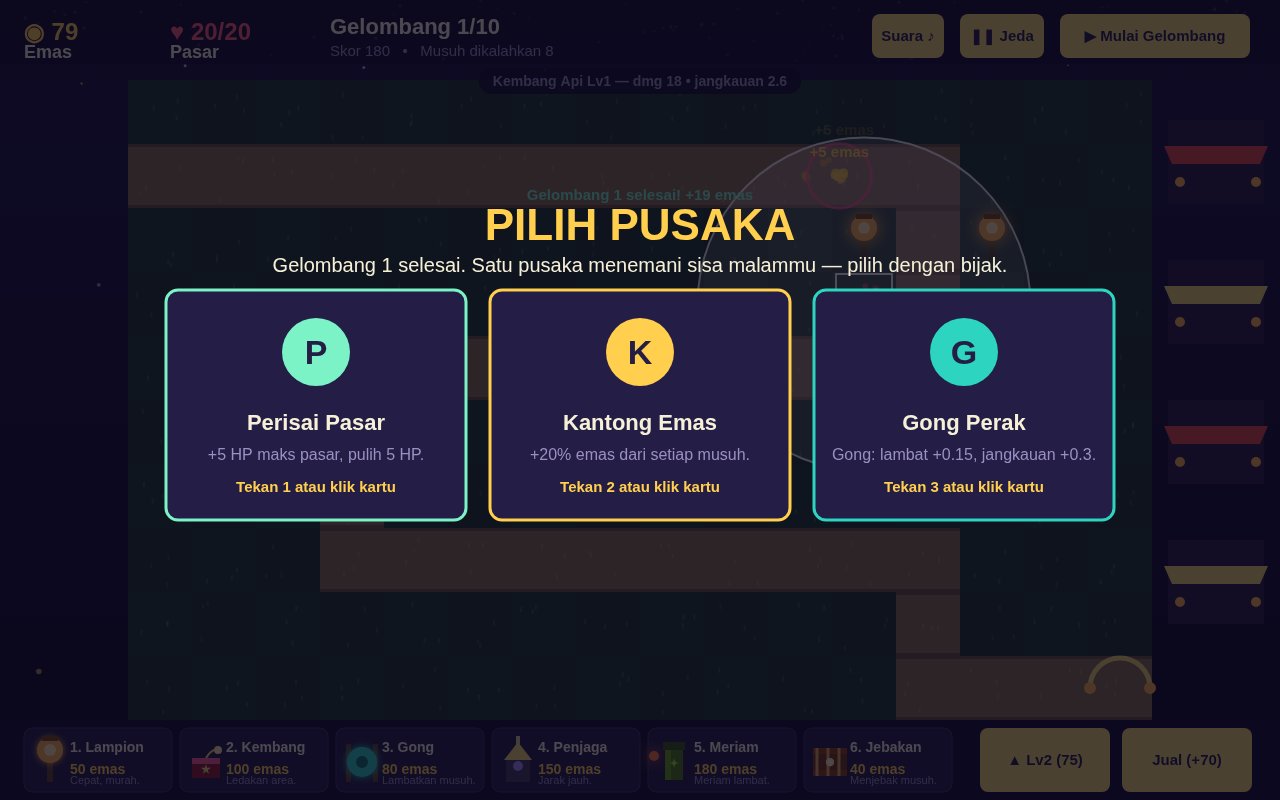 ◉ 79
Emas
♥ 20/20
Pasar
Gelombang 1/10
Skor 180 • Musuh dikalahkan 8
Suara ♪
❚❚ Jeda
▶ Mulai Gelombang
Kembang Api Lv1 — dmg 18 • jangkauan 2.6
+6 emas
+5 emas
Gelombang 1 selesai! +19 emas
PILIH PUSAKA
Gelombang 1 selesai. Satu pusaka menemani sisa malammu — pilih dengan bijak.
P
Perisai Pasar
+5 HP maks pasar, pulih 5 HP.
Tekan 1 atau klik kartu
K
Kantong Emas
+20% emas dari setiap musuh.
Tekan 2 atau klik kartu
G
Gong Perak
Gong: lambat +0.15, jangkauan +0.3.
Tekan 3 atau klik kartu
1. Lampion
50 emas
Cepat, murah.
2. Kembang
100 emas
Ledakan area.
3. Gong
80 emas
Lambatkan musuh.
4. Penjaga
150 emas
Jarak jauh.
5. Meriam
180 emas
Meriam lambat.
6. Jebakan
40 emas
Menjebak musuh.
▲ Lv2 (75)
Jual (+70)